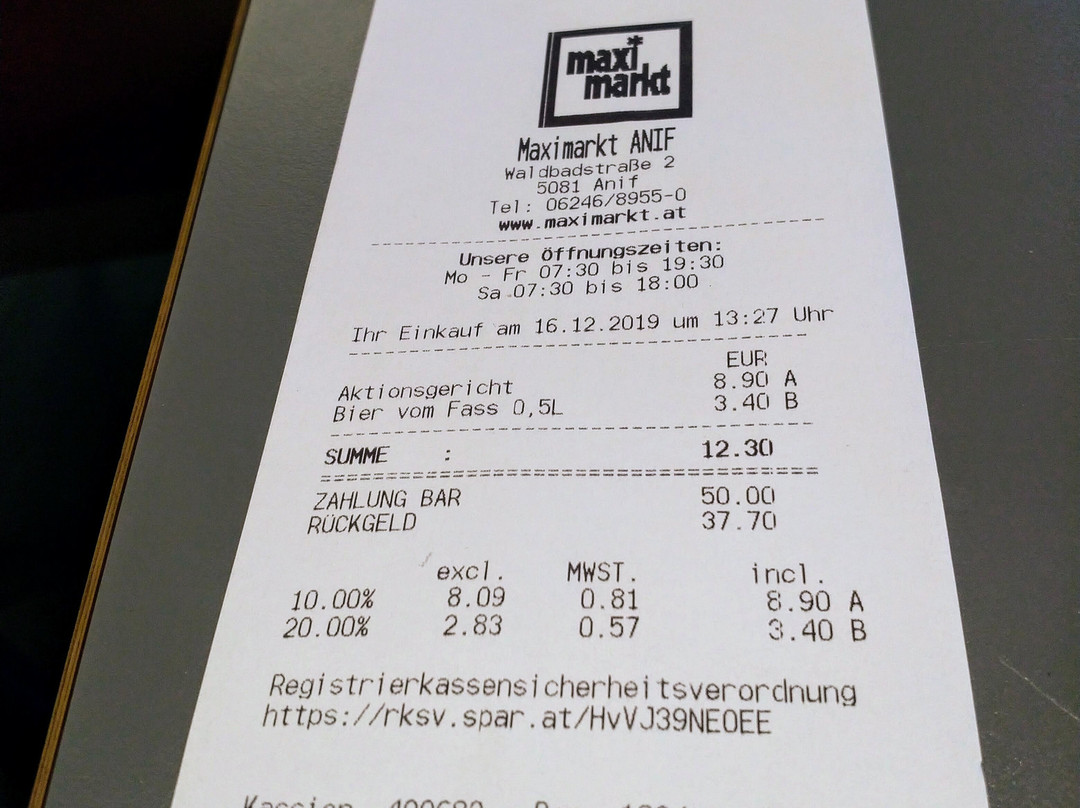 maxi
markt
Maximarkt ANIF
Waldbadstraße 2
5081 Anif
Tel: 06246/8955-0
www.maximarkt.at
Unsere Öffnungszeiten:
Mo - Fr 07:30 bis 19:30
Sa 07:30 bis 18:00
Ihr Einkauf am 16.12.2019 um 13:27 Uhr
EUR
Aktionsgericht 8.90 A
Bier vom Fass 0,5L 3.40 B
SUMME : 12.30
ZAHLUNG BAR 50.00
RÜCKGELD 37.70
excl. MWST. incl.
10.00% 8.09 0.81 8.90 A
20.00% 2.83 0.57 3.40 B
Registrierkassensicherheitsverordnung
https://rksv.spar.at/HvVJ39NEOEE